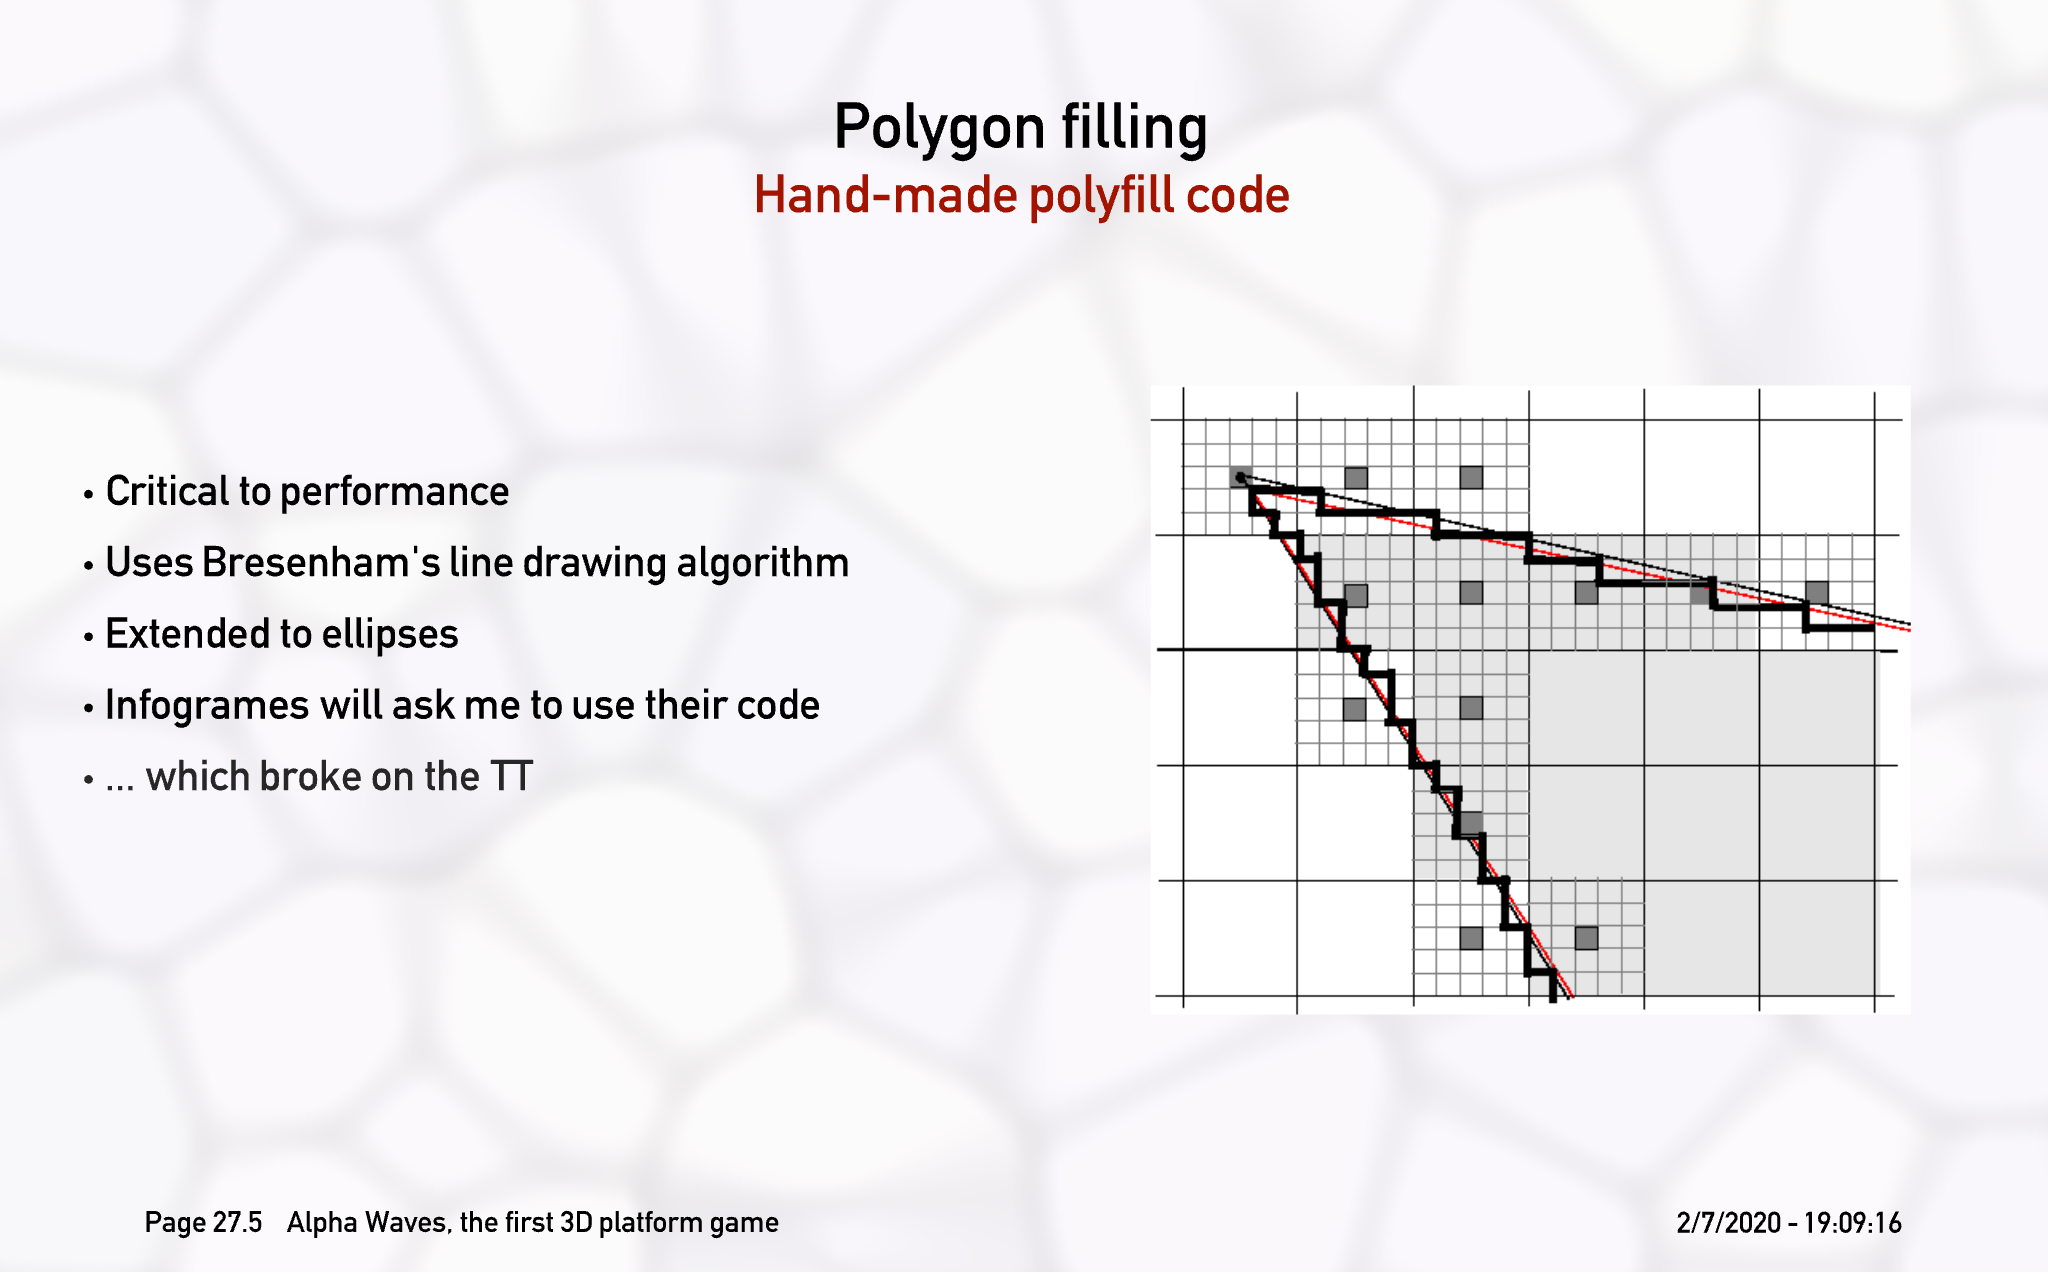 Polygon filling
Hand-made polyfill code
• Critical to performance
• Uses Bresenham's line drawing algorithm
• Extended to ellipses
• Infogrames will ask me to use their code
• ... which broke on the TT
Page 27.5 Alpha Waves, the first 3D platform game
2/7/2020 - 19:09:16